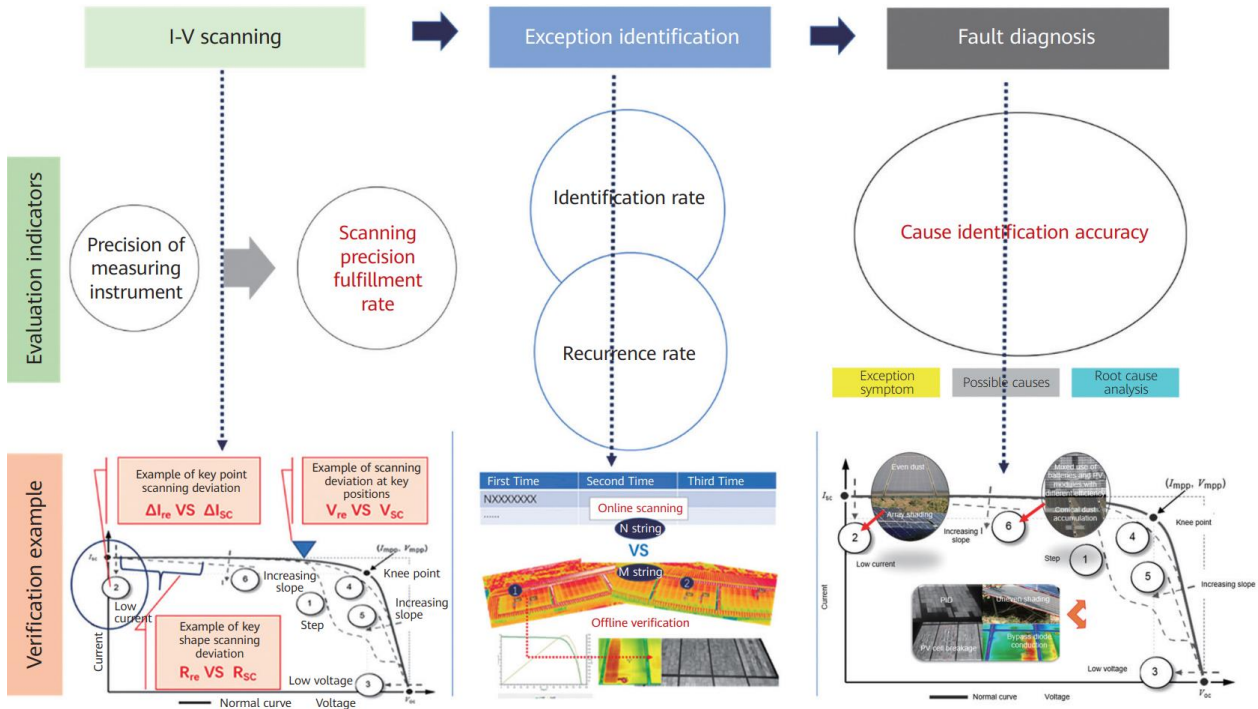 I-V scanning
Exception identification
Fault diagnosis
Evaluation indicators
Precision of
measuring
instrument
Scanning
precision
fulfillment
rate
Identification rate
Recurrence rate
Cause identification accuracy
Exception
symptom
Possible causes
Root cause
analysis
Verification example
Example of key point
scanning deviation
ΔIre VS ΔISC
Example of scanning
deviation at key
positions
Vre VS VSC
Isc
2
Low
current
6
Increasing
slope
1
Step
(Umpp, Vmpp)
Knee point
4
5
Increasing
slope
Example of key
shape scanning
deviation
Rre VS RSC
Current
Low voltage
3
Voc
Normal curve
Voltage
First Time
Second Time
Third Time
NXXXXXXX
......
Online scanning
N string
VS
M string
1
2
Offline verification
Isc
Even dust
Array shading
2
Low current
6
Increasing I
slope
Mixed use of
batteries and PV
modules with
different efficiency
Conical dust
accumulation
(Umpp, Vmpp)
Knee point
4
Step
1
5
Increasing slope
PID
Uneven shading
PV cell breakage
Bypass diode
conduction
Current
Low voltage
3
Voc
Normal curve
Voltage